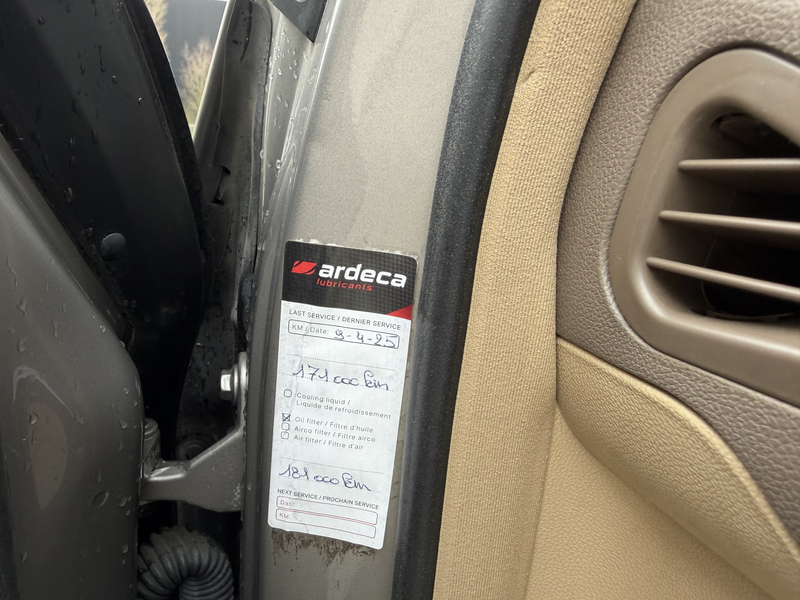 ardeca
lubricants
LAST SERVICE / DERNIER SERVICE
KM / Date: 9-4-25
171.000 km
Cooling liquid /
Liquide de refroidissement
Oil filter / Filtre d'huile
Airco filter / Filtre airco
Air filter / Filtre d'air
181.000 km
NEXT SERVICE / PROCHAIN SERVICE
Date:
KM: